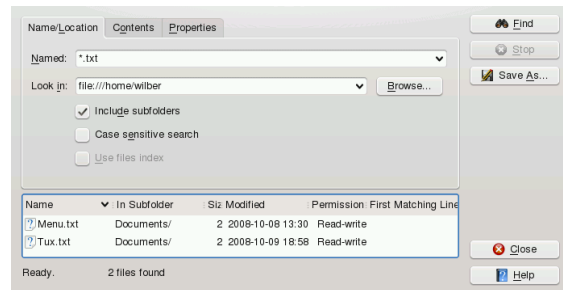 Name/Location Contents Properties
Find
Stop
Save As...
Named: *.txt
Look in: file:///home/wilber Browse...
Include subfolders
Case sensitive search
Use files index
Name In Subfolder Siz Modified Permission First Matching Line
Menu.txt Documents/ 2 2008-10-08 13:30 Read-write
Tux.txt Documents/ 2 2008-10-09 18:58 Read-write
Close
Ready. 2 files found
Help